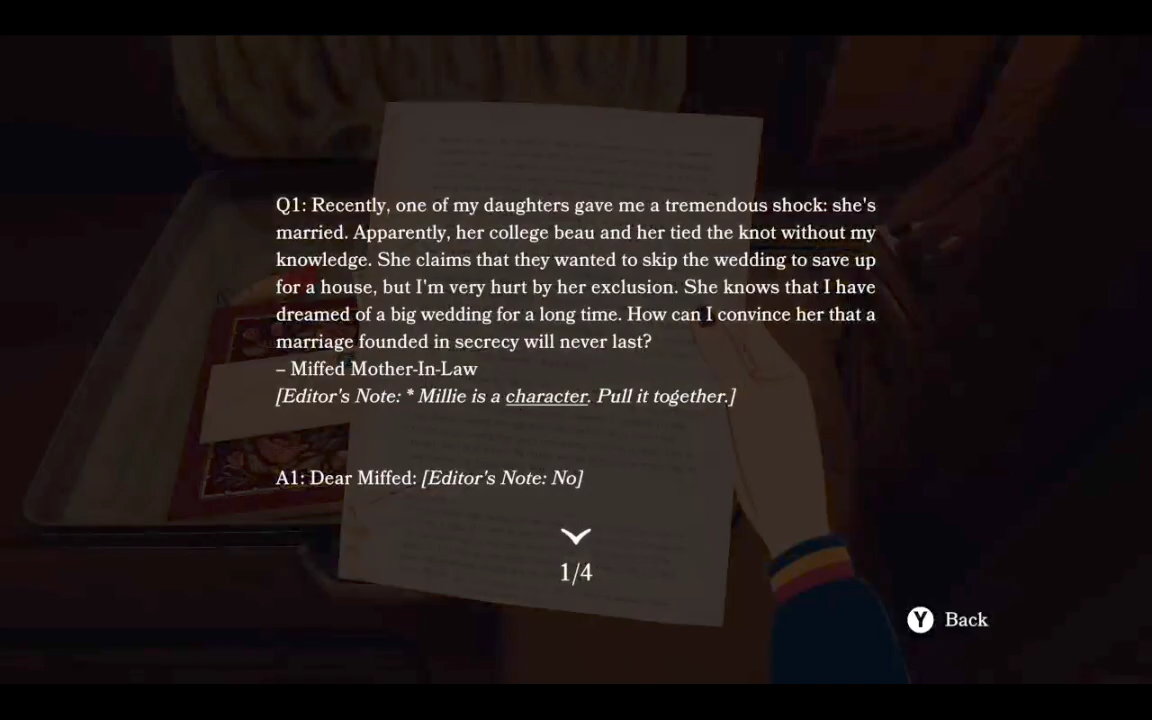 Q1: Recently, one of my daughters gave me a tremendous shock: she's
married. Apparently, her college beau and her tied the knot without my
knowledge. She claims that they wanted to skip the wedding to save up
for a house, but I'm very hurt by her exclusion. She knows that I have
dreamed of a big wedding for a long time. How can I convince her that a
marriage founded in secrecy will never last?
– Miffed Mother-In-Law
[Editor's Note: * Millie is a character. Pull it together.]
A1: Dear Miffed: [Editor's Note: No]
1/4
Y Back